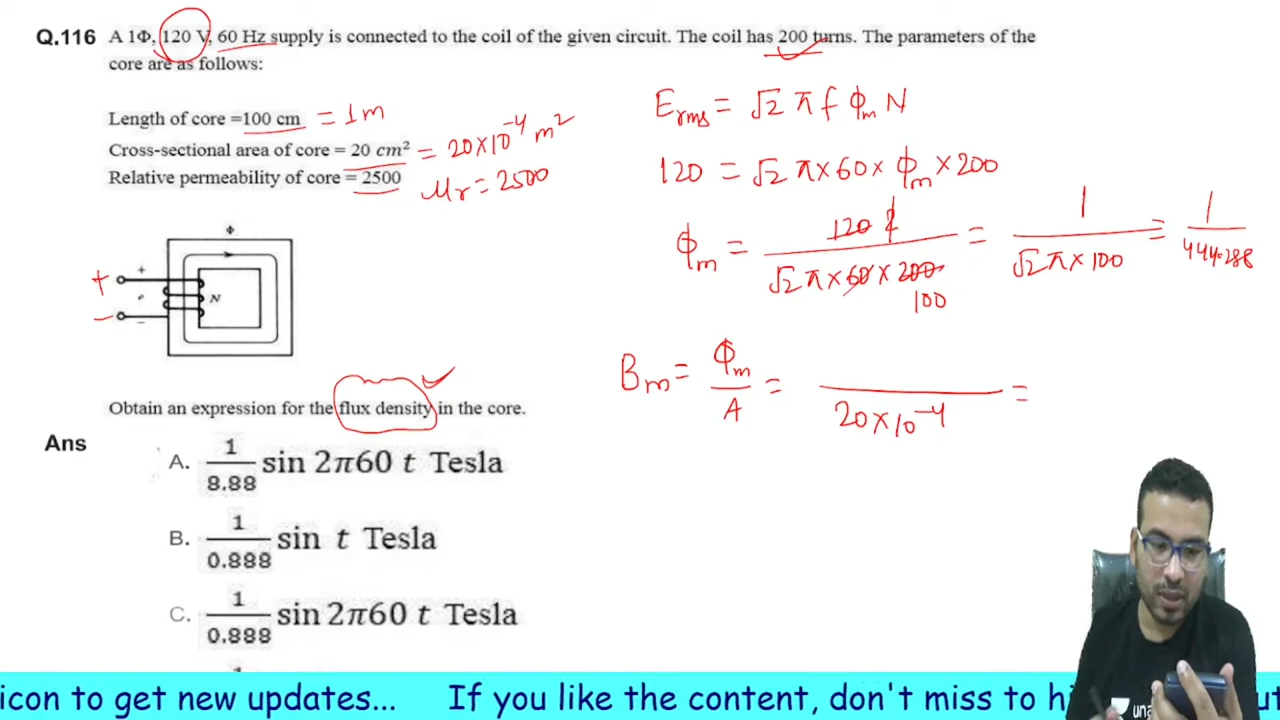 Q.116 A 1Φ, 120 V, 60 Hz supply is connected to the coil of the given circuit. The coil has 200 turns. The parameters of the
core are as follows:
Length of core =100 cm = 1m
Cross-sectional area of core = 20 cm² = 20×10⁻⁴ m²
Relative permeability of core = 2500 μr = 2500
Φ
+ +
N
− −
Obtain an expression for the flux density in the core.
Ans
A. 1/8.88 sin 2π60 t Tesla
B. 1/0.888 sin t Tesla
C. 1/0.888 sin 2π60 t Tesla
Erms = √2 π f ϕm N
120 = √2 π×60× ϕm ×200
ϕm = 120 1 / √2 π×60×200 100 = 1 / √2 π×100 = 1 / 444.288
Bm = ϕm / A = / 20×10⁻⁴ =
icon to get new updates... If you like the content, don't miss to hi
una